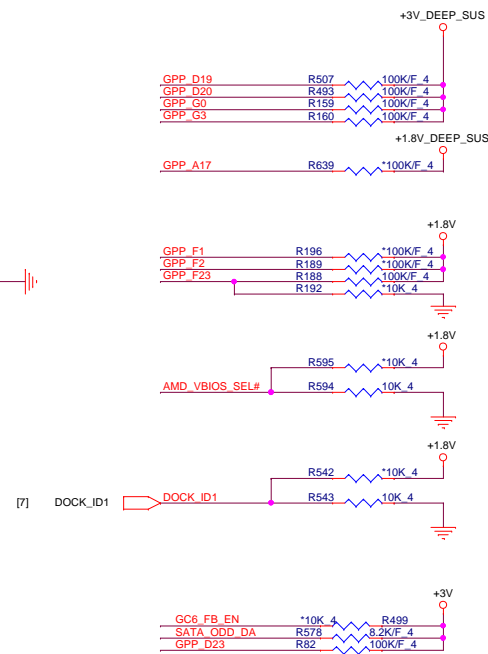 +3V_DEEP_SUS
GPP_D19 R507 100K/F_4
GPP_D20 R493 100K/F_4
GPP_G0 R159 100K/F_4
GPP_G3 R160 100K/F_4
+1.8V_DEEP_SUS
GPP_A17 R639 *100K/F_4
+1.8V
GPP_F1 R196 *100K/F_4
GPP_F2 R189 *100K/F_4
GPP_F23 R188 100K/F_4
R192 *10K_4
+1.8V
R595 *10K_4
AMD_VBIOS_SEL# R594 10K_4
+1.8V
R542 *10K_4
[7] DOCK_ID1 DOCK_ID1 R543 10K_4
+3V
GC6_FB_EN *10K_4 R499
SATA_ODD_DA R578 8.2K/F_4
GPP_D23 R82 100K/F_4